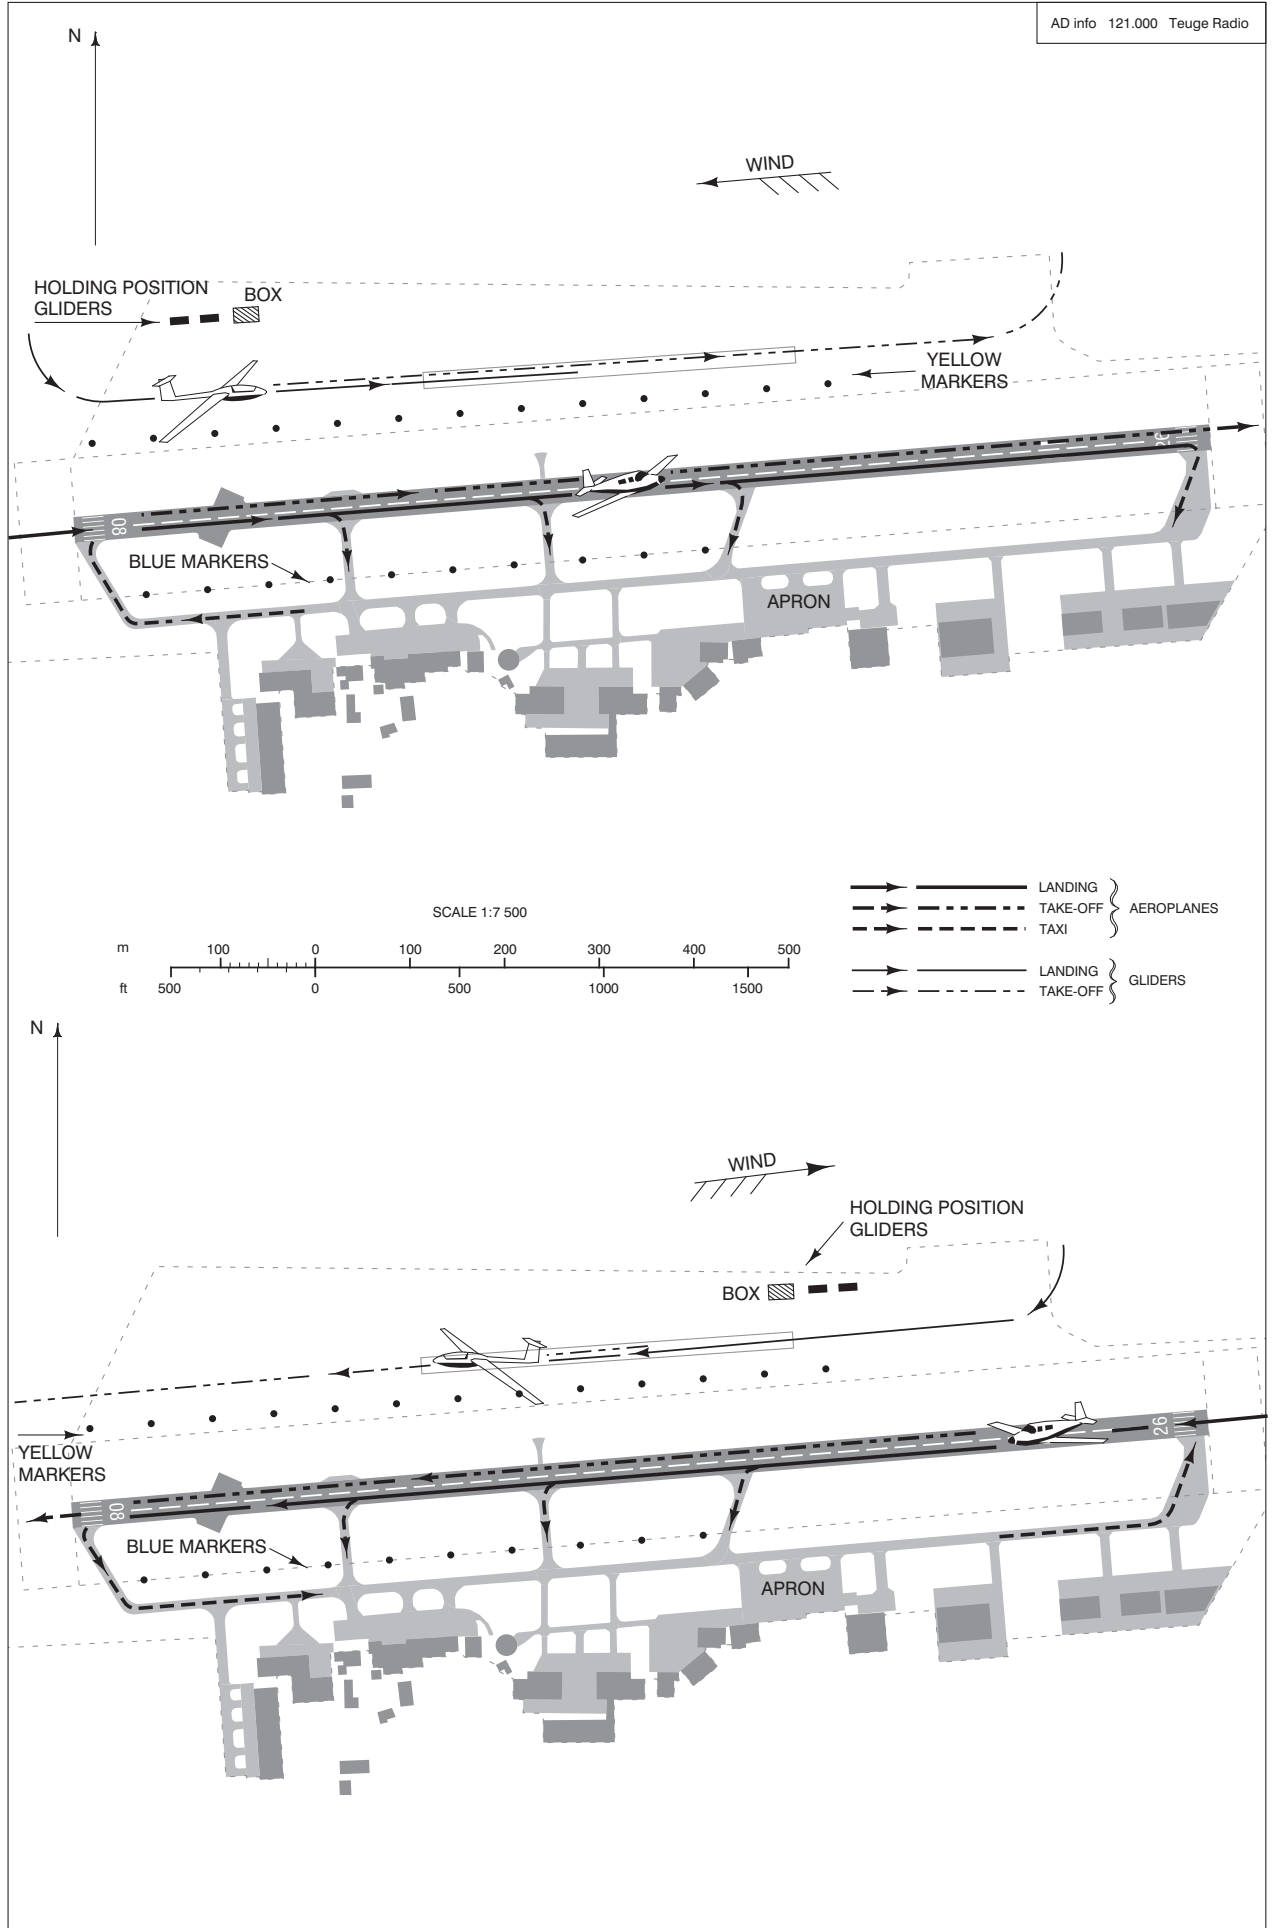 AD info 121.000 Teuge Radio
N
WIND
HOLDING POSITION
GLIDERS
BOX
YELLOW
MARKERS
26
08
BLUE MARKERS
APRON
LANDING
TAKE-OFF
TAXI
AEROPLANES
LANDING
TAKE-OFF
GLIDERS
SCALE 1:7 500
m 100 0 100 200 300 400 500
ft 500 0 500 1000 1500
N
WIND
HOLDING POSITION
GLIDERS
BOX
26
YELLOW
MARKERS
08
BLUE MARKERS
APRON